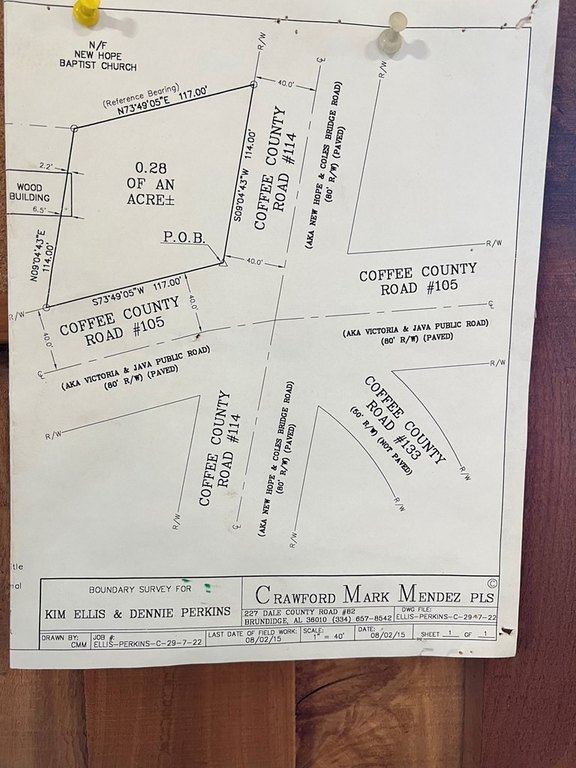 N/F
NEW HOPE
BAPTIST CHURCH
(Reference Bearing)
N73°49'05"E 117.00'
R/W
40.0'
℄
R/W
2.2'
WOOD
BUILDING
6.5'
0.28
OF AN
ACRE±
P.O.B.
S09°04'43"W 114.00'
COFFEE COUNTY
ROAD #114
(AKA NEW HOPE & COLES BRIDGE ROAD)
(80' R/W) (PAVED)
N09°04'43"E
114.00'
S73°49'05"W 117.00'
40.0'
R/W
COFFEE COUNTY
ROAD #105
R/W
COFFEE COUNTY
ROAD #105
40.0'
40.0'
℄
(AKA VICTORIA & JAVA PUBLIC ROAD)
(80' R/W) (PAVED)
℄
(AKA VICTORIA & JAVA PUBLIC ROAD)
(80' R/W) (PAVED)
R/W
R/W
COFFEE COUNTY
ROAD #114
(AKA NEW HOPE & COLES BRIDGE ROAD)
(80' R/W) (PAVED)
COFFEE COUNTY
ROAD #133
(50' R/W) (NOT PAVED)
R/W
R/W
R/W
℄
R/W
tle
nol
BOUNDARY SURVEY FOR
KIM ELLIS & DENNIE PERKINS
CRAWFORD MARK MENDEZ PLS
©
227 DALE COUNTY ROAD #82
BRUNDIDGE, AL 36010 (334) 657-8542
DWG FILE:
ELLIS-PERKINS-C-29-7-22
DRAWN BY:
CMM
JOB #:
ELLIS-PERKINS-C-29-7-22
LAST DATE OF FIELD WORK:
08/02/15
SCALE:
1" = 40'
DATE:
08/02/15
SHEET 1 OF 1